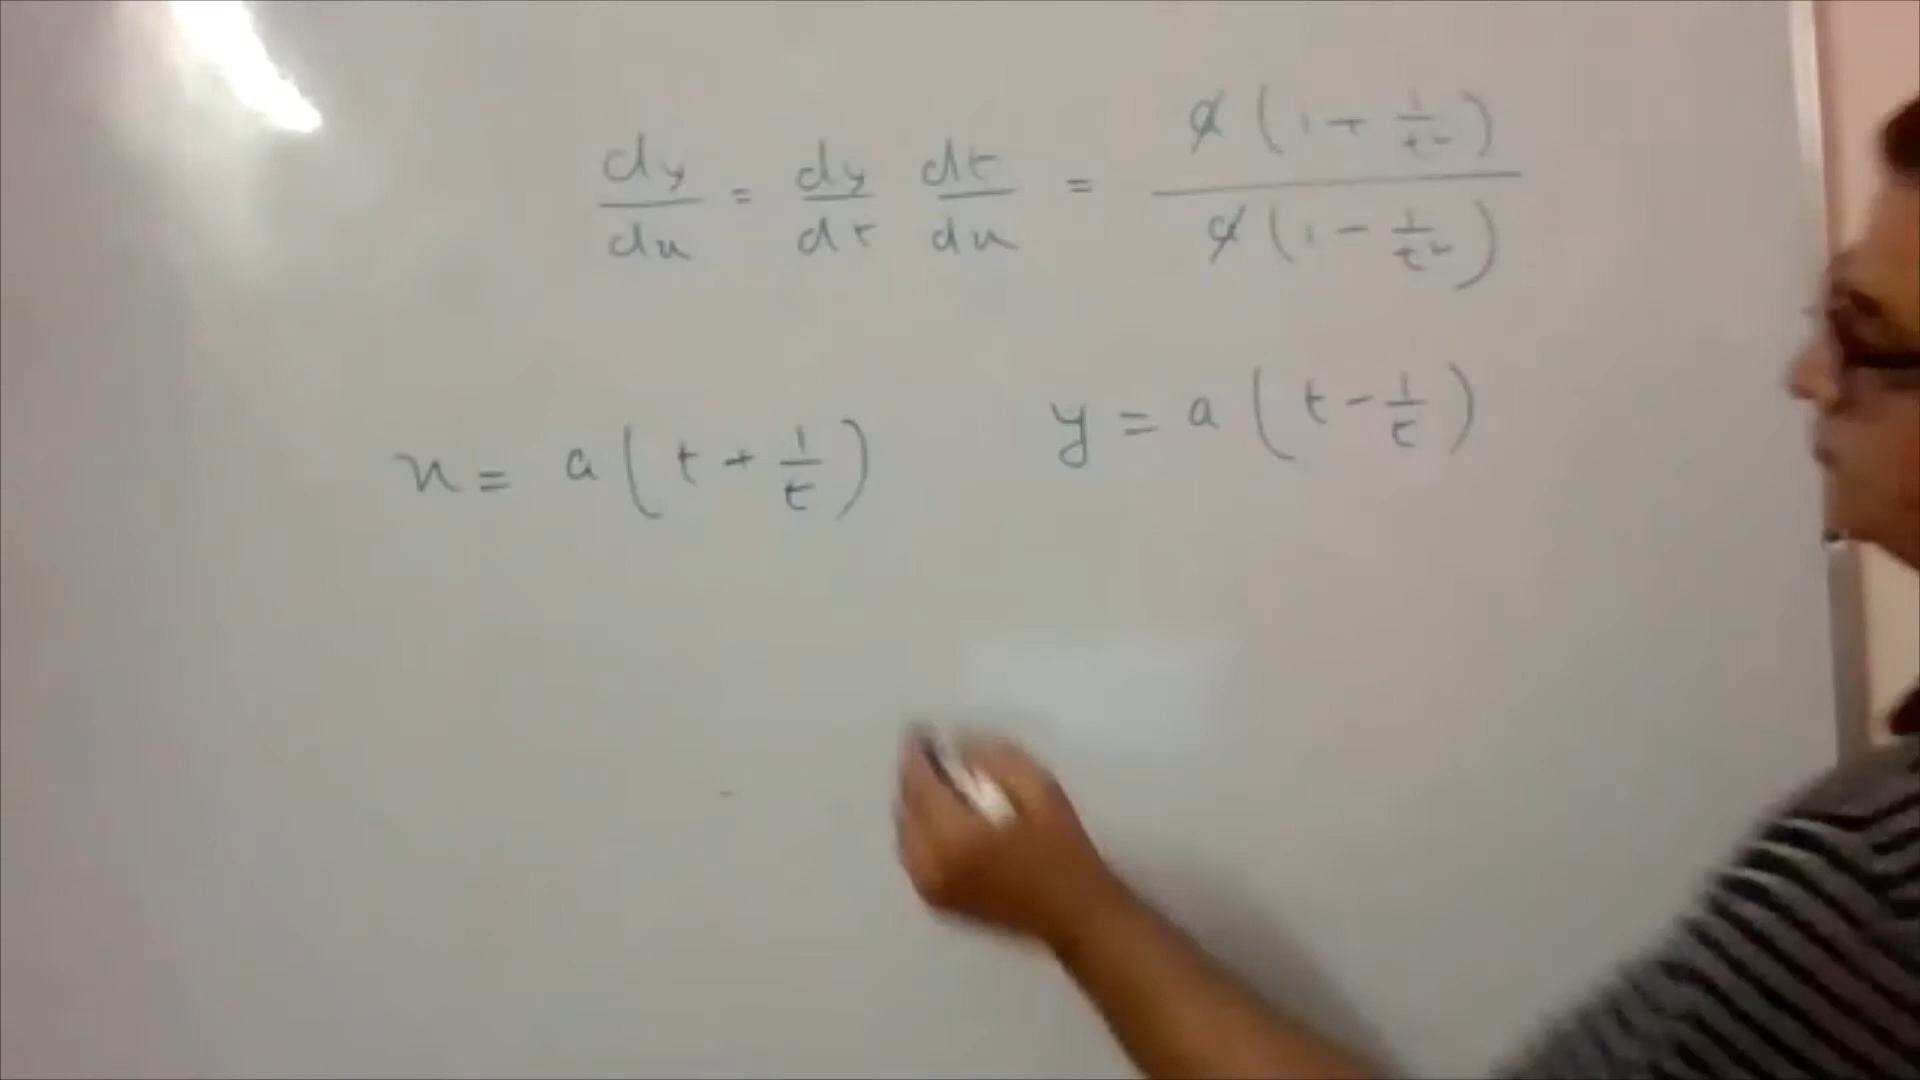 dy/dx = dy/dt dt/dx = a(1 + 1/t²) / a(1 - 1/t²)
x = a(t + 1/t) y = a(t - 1/t)